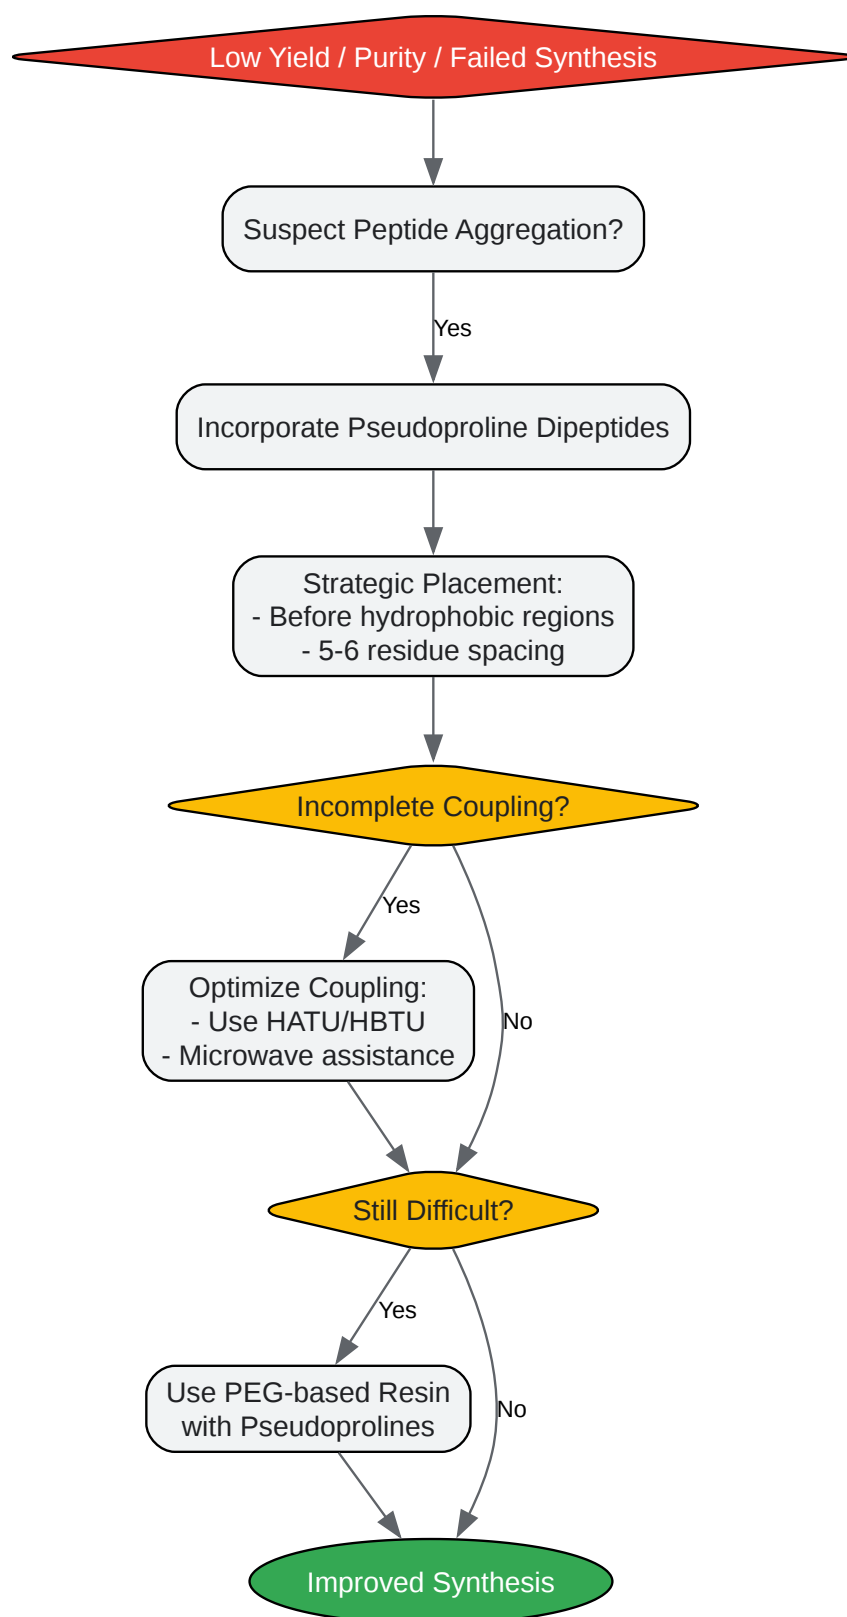 Low Yield / Purity / Failed Synthesis
Suspect Peptide Aggregation?
Yes
Incorporate Pseudoproline Dipeptides
Strategic Placement:
- Before hydrophobic regions
- 5-6 residue spacing
Incomplete Coupling?
Yes
Optimize Coupling:
- Use HATU/HBTU
- Microwave assistance
No
Still Difficult?
Yes
Use PEG-based Resin
with Pseudoprolines
No
Improved Synthesis